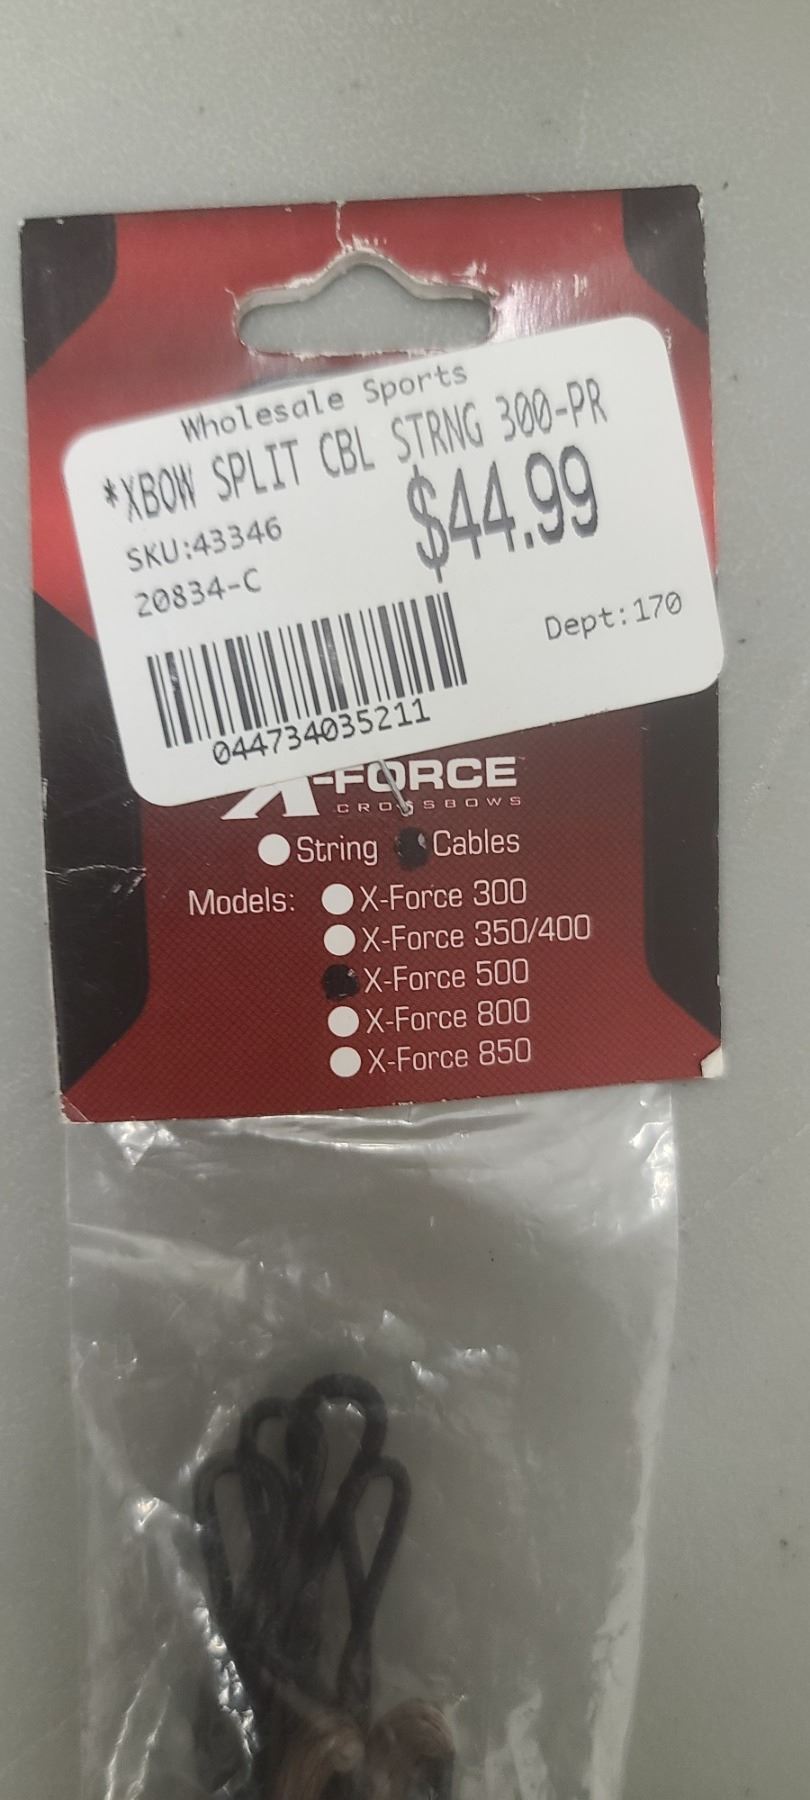 Wholesale Sports
*XBOW SPLIT CBL STRNG 300-PR
SKU:43346
$44.99
20834-C
Dept:170
044734035211
X-FORCE
CROSSBOWS
String Cables
Models: X-Force 300
X-Force 350/400
X-Force 500
X-Force 800
X-Force 850